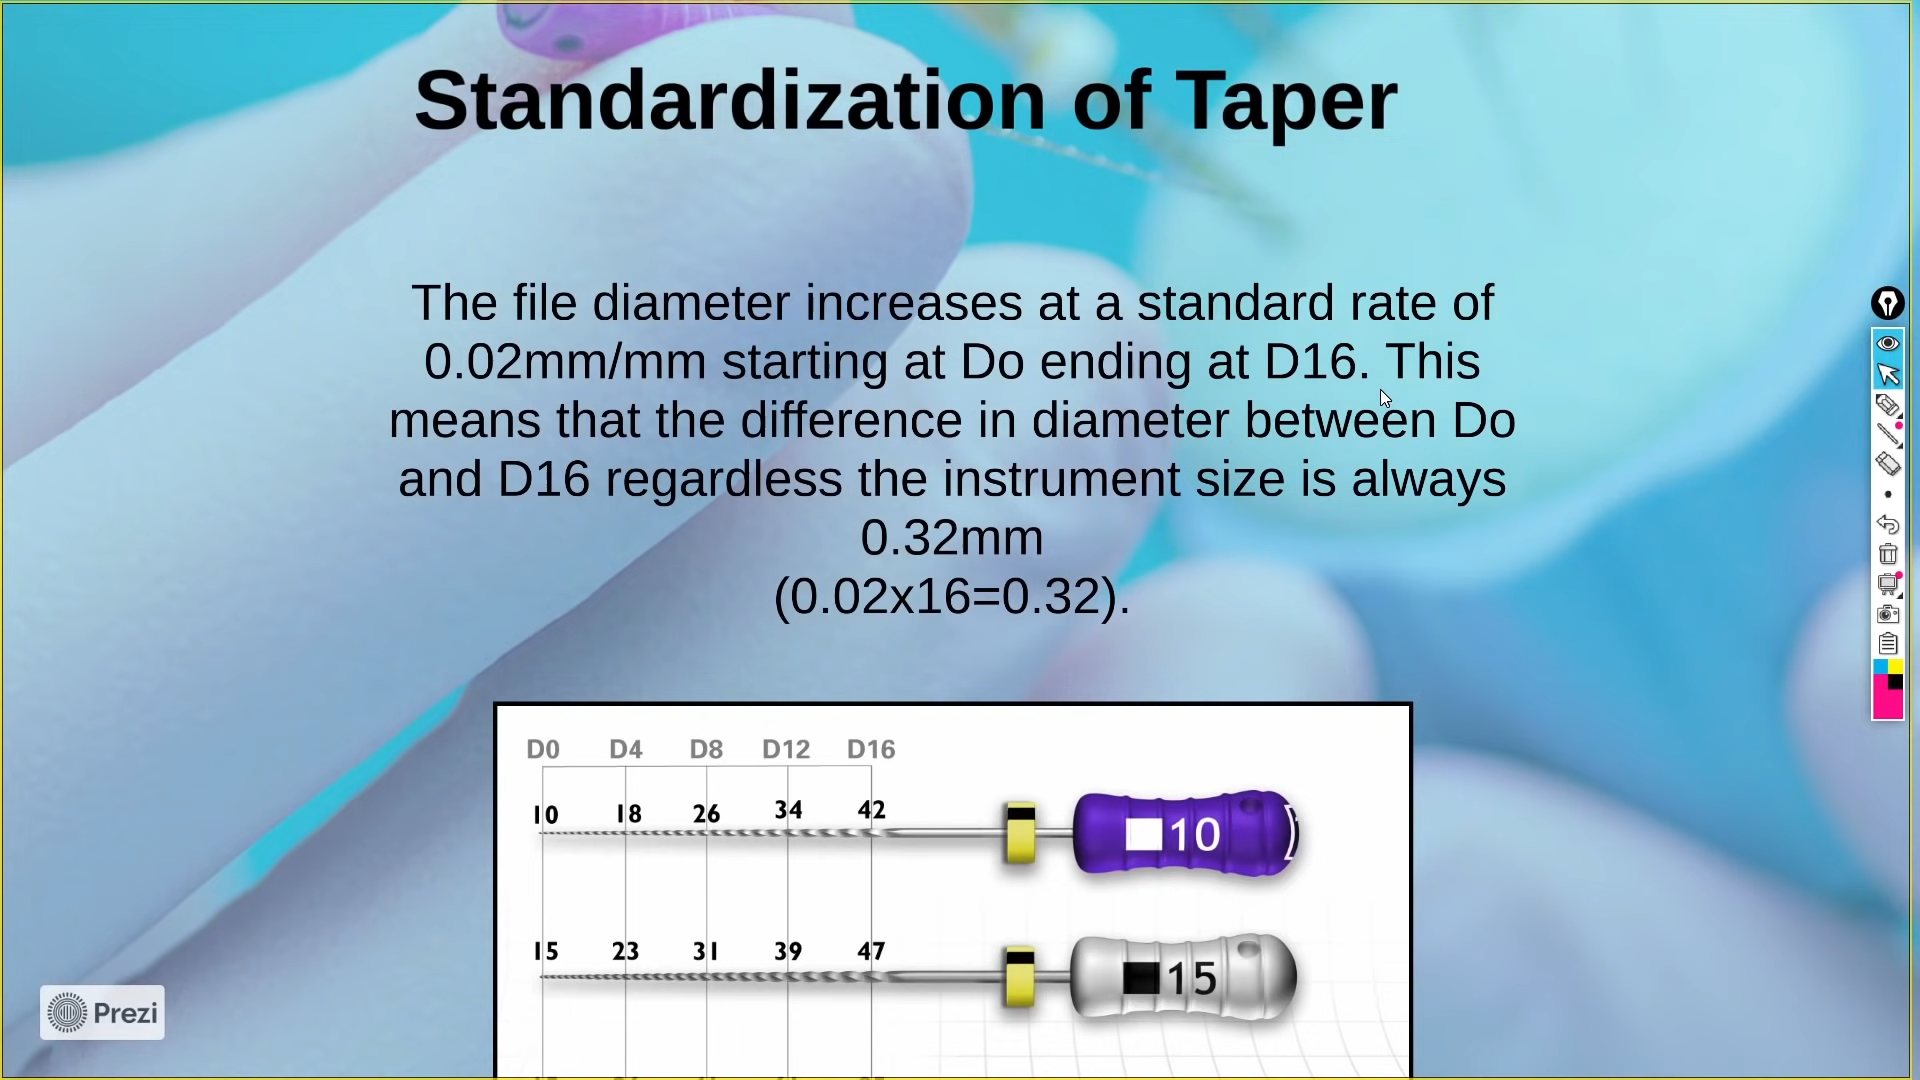 Standardization of Taper
The file diameter increases at a standard rate of
0.02mm/mm starting at Do ending at D16. This
means that the difference in diameter between Do
and D16 regardless the instrument size is always
0.32mm
(0.02x16=0.32).
D0 D4 D8 D12 D16
10 18 26 34 42
10
15 23 31 39 47
15
Prezi